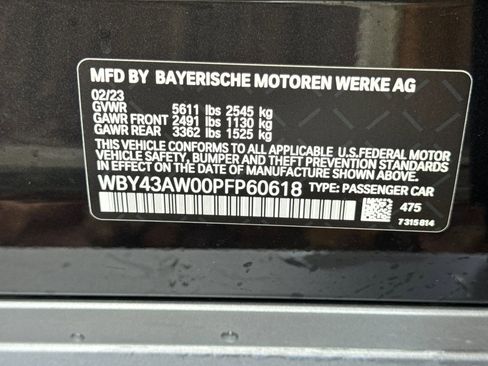 MFD BY BAYERISCHE MOTOREN WERKE AG
02/23
GVWR 5611 lbs 2545 kg
GAWR FRONT 2491 lbs 1130 kg
GAWR REAR 3362 lbs 1525 kg
THIS VEHICLE CONFORMS TO ALL APPLICABLE U.S.FEDERAL MOTOR
VEHICLE SAFETY, BUMPER AND THEFT PREVENTION STANDARDS
IN EFFECT ON THE DATE OF MANUFACTURE SHOWN ABOVE.
WBY43AW00PFP60618 TYPE: PASSENGER CAR
475
7315814